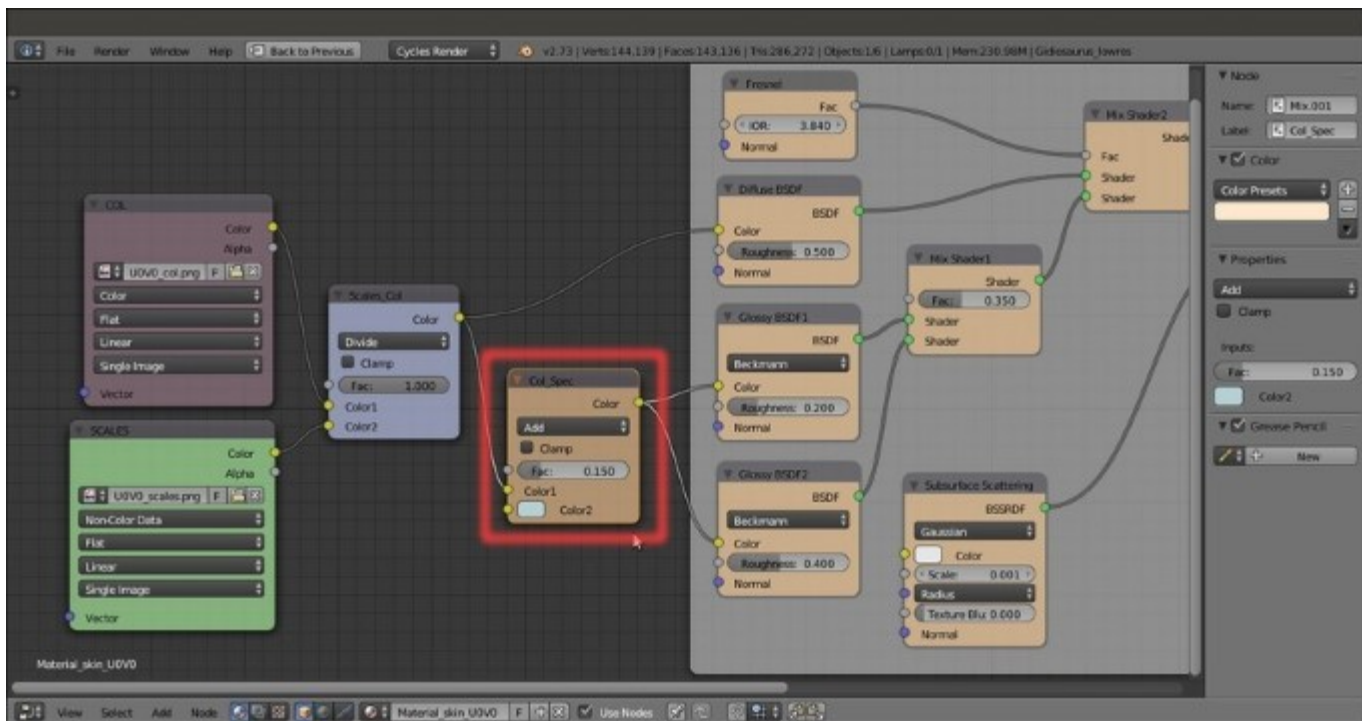 File Render Window Help Back to Previous Cycles Render v2.73 | Verts:144,139 | Faces:143,136 | Tris:286,272 | Objects:1/6 | Lamps:0/1 | Mem:230.98M | Gidiosaurus_lowres
COL
Color
Alpha
U0V0_col.png F
Color
Flat
Linear
Single Image
Vector
SCALES
Color
Alpha
U0V0_scales.png F
Non-Color Data
Flat
Linear
Single Image
Vector
Scales_Col
Color
Divide
Clamp
Fac: 1.000
Color1
Color2
Col_Spec
Color
Add
Clamp
Fac: 0.150
Color1
Color2
Fresnel
Fac
IOR: 3.840
Normal
Diffuse BSDF
BSDF
Color
Roughness: 0.500
Normal
Glossy BSDF1
BSDF
Beckmann
Color
Roughness: 0.200
Normal
Glossy BSDF2
BSDF
Beckmann
Color
Roughness: 0.400
Normal
Mix Shader1
Shader
Fac: 0.350
Shader
Shader
Subsurface Scattering
BSSRDF
Gaussian
Color
Scale: 0.001
Radius
Texture Blu: 0.000
Normal
Mix Shader2
Shade
Fac
Shader
Shader
Node
Name: Mix.001
Label: Col_Spec
Color
Color Presets
Properties
Add
Clamp
Inputs:
Fac: 0.150
Color2
Grease Pencil
New
Material_skin_U0V0
View Select Add Node Material_skin_U0V0 F Use Nodes